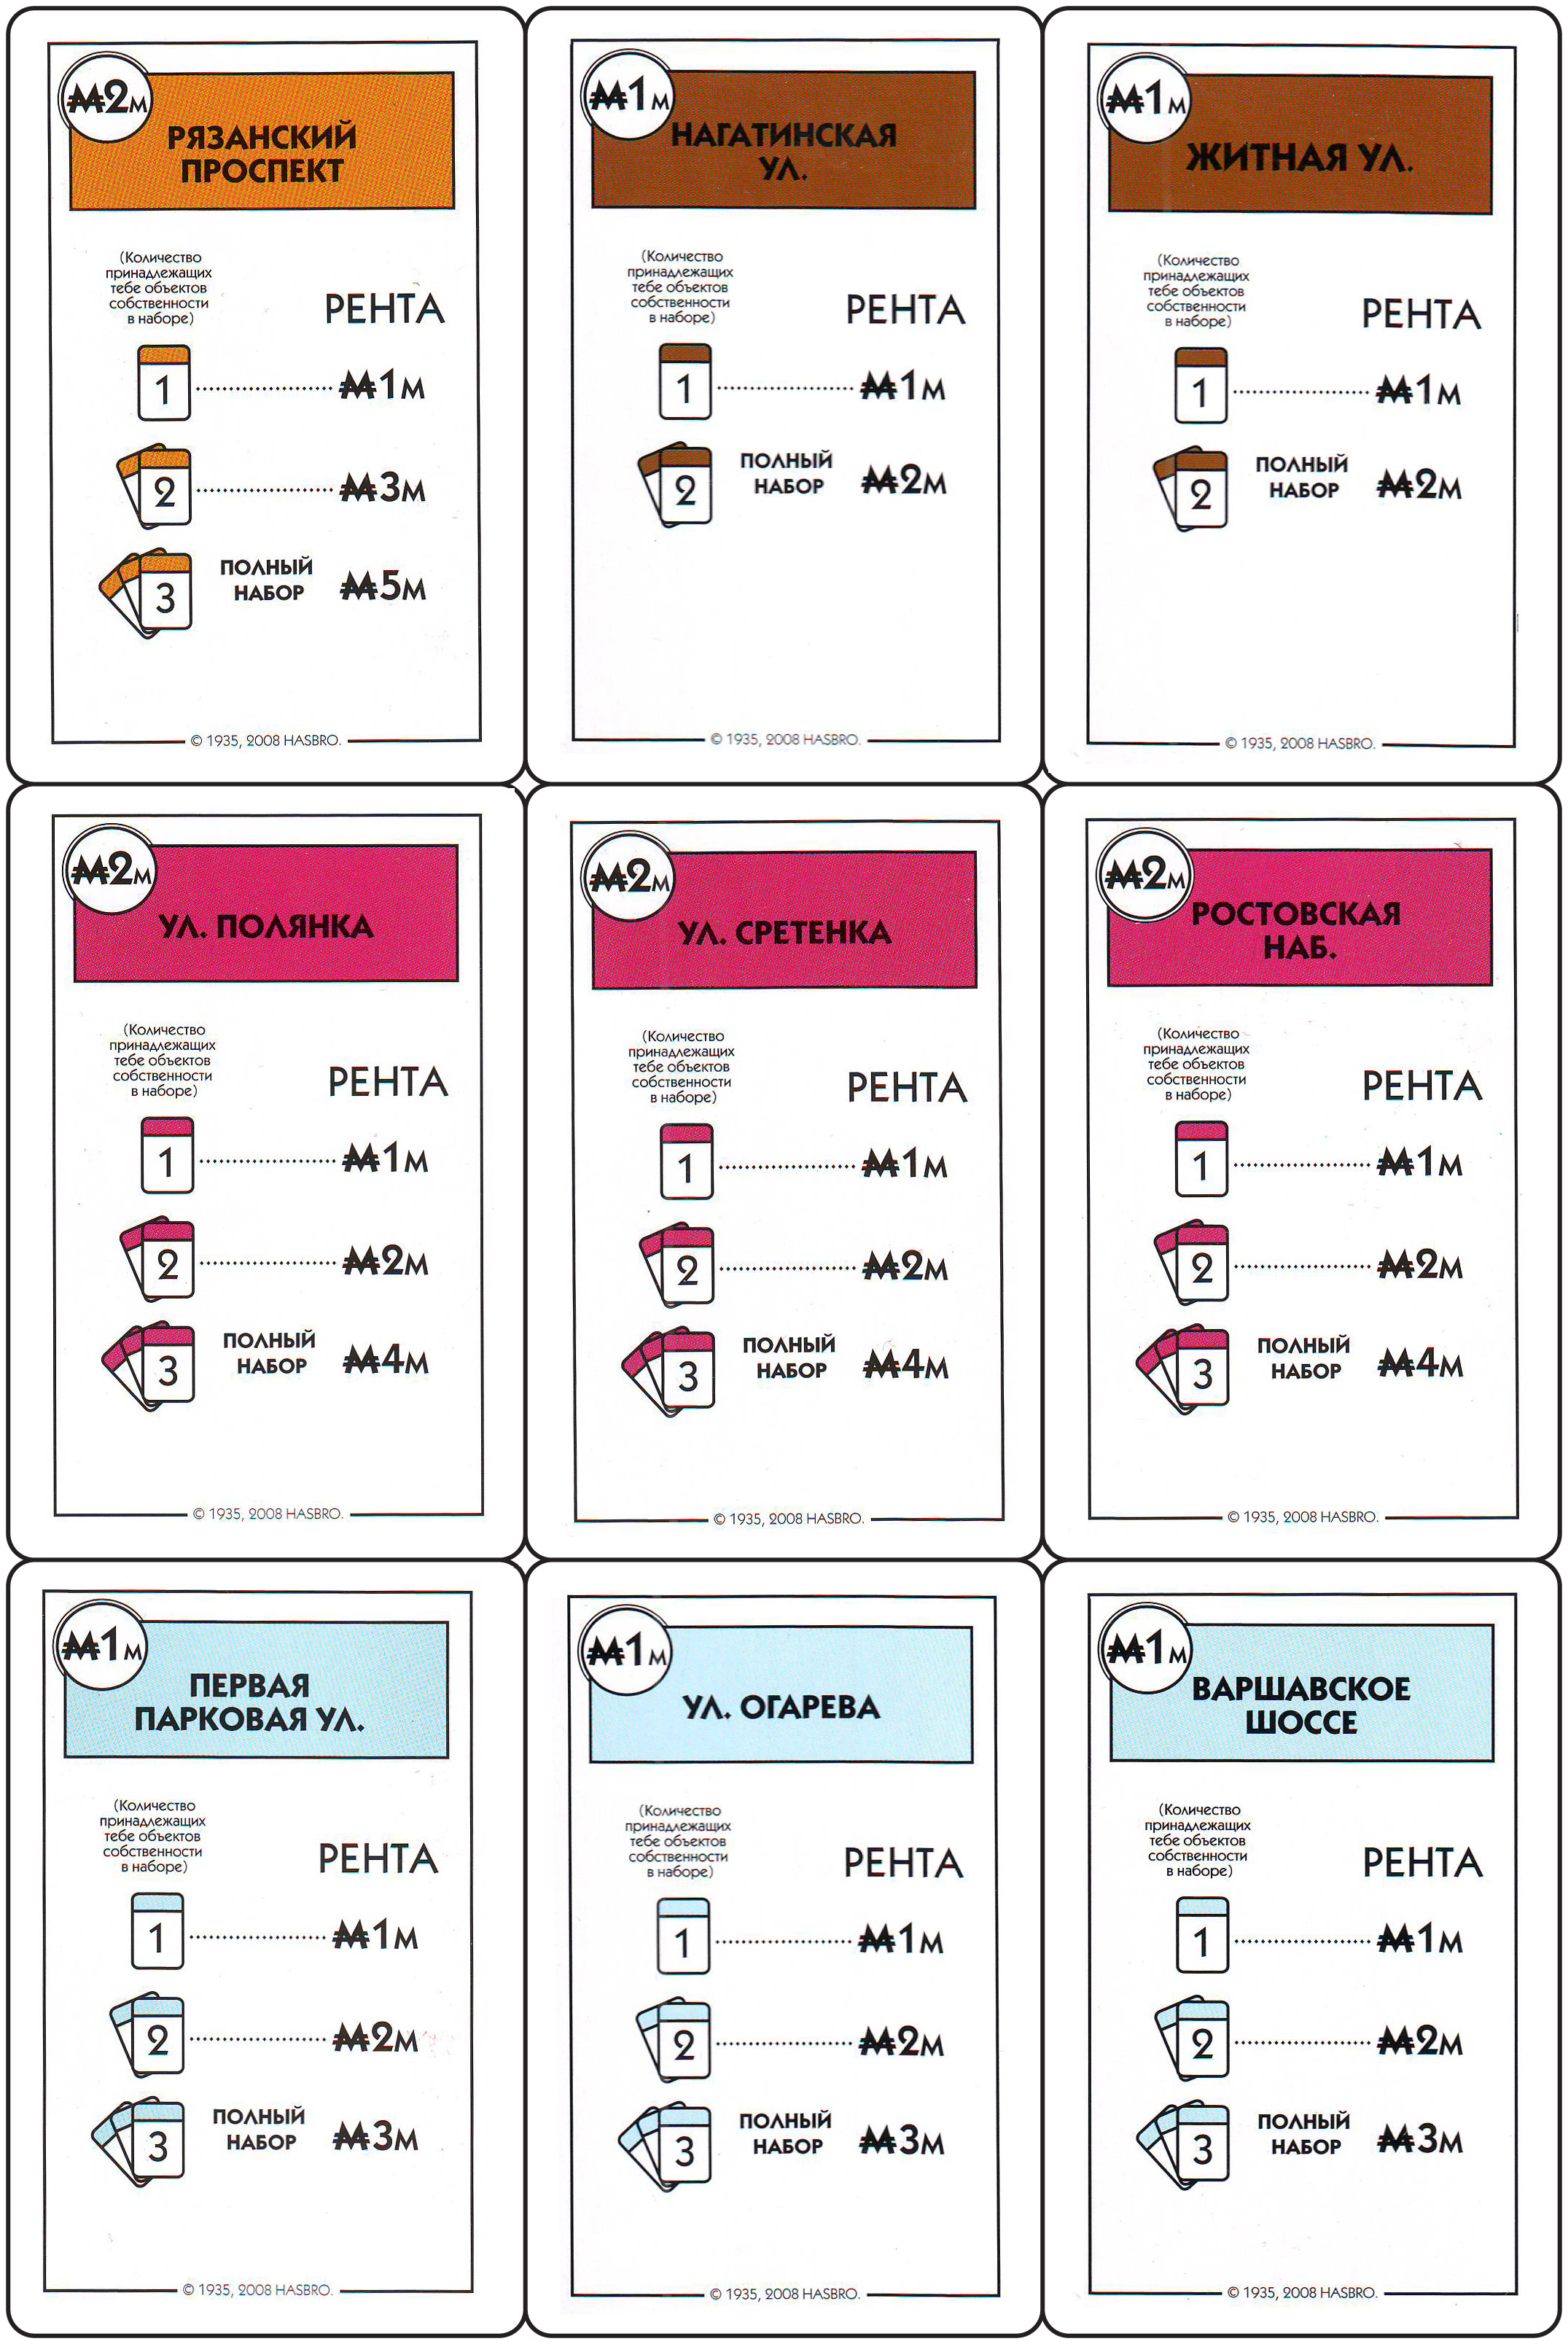 ₩2М
РЯЗАНСКИЙ
ПРОСПЕКТ
(Количество
принадлежащих
тебе объектов
собственности
в наборе)
РЕНТА
1 ₩1М
2 ₩3М
3 ПОЛНЫЙ
НАБОР ₩5М
© 1935, 2008 HASBRO.
₩1М
НАГАТИНСКАЯ
УЛ.
(Количество
принадлежащих
тебе объектов
собственности
в наборе)
РЕНТА
1 ₩1М
2 ПОЛНЫЙ
НАБОР ₩2М
© 1935, 2008 HASBRO.
₩1М
ЖИТНАЯ УЛ.
(Количество
принадлежащих
тебе объектов
собственности
в наборе)
РЕНТА
1 ₩1М
2 ПОЛНЫЙ
НАБОР ₩2М
© 1935, 2008 HASBRO.
₩2М
УЛ. ПОЛЯНКА
(Количество
принадлежащих
тебе объектов
собственности
в наборе)
РЕНТА
1 ₩1М
2 ₩2М
3 ПОЛНЫЙ
НАБОР ₩4М
© 1935, 2008 HASBRO.
₩2М
УЛ. СРЕТЕНКА
(Количество
принадлежащих
тебе объектов
собственности
в наборе)
РЕНТА
1 ₩1М
2 ₩2М
3 ПОЛНЫЙ
НАБОР ₩4М
© 1935, 2008 HASBRO.
₩2М
РОСТОВСКАЯ
НАБ.
(Количество
принадлежащих
тебе объектов
собственности
в наборе)
РЕНТА
1 ₩1М
2 ₩2М
3 ПОЛНЫЙ
НАБОР ₩4М
© 1935, 2008 HASBRO.
₩1М
ПЕРВАЯ
ПАРКОВАЯ УЛ.
(Количество
принадлежащих
тебе объектов
собственности
в наборе)
РЕНТА
1 ₩1М
2 ₩2М
3 ПОЛНЫЙ
НАБОР ₩3М
© 1935, 2008 HASBRO.
₩1М
УЛ. ОГАРЕВА
(Количество
принадлежащих
тебе объектов
собственности
в наборе)
РЕНТА
1 ₩1М
2 ₩2М
3 ПОЛНЫЙ
НАБОР ₩3М
© 1935, 2008 HASBRO.
₩1М
ВАРШАВСКОЕ
ШОССЕ
(Количество
принадлежащих
тебе объектов
собственности
в наборе)
РЕНТА
1 ₩1М
2 ₩2М
3 ПОЛНЫЙ
НАБОР ₩3М
© 1935, 2008 HASBRO.